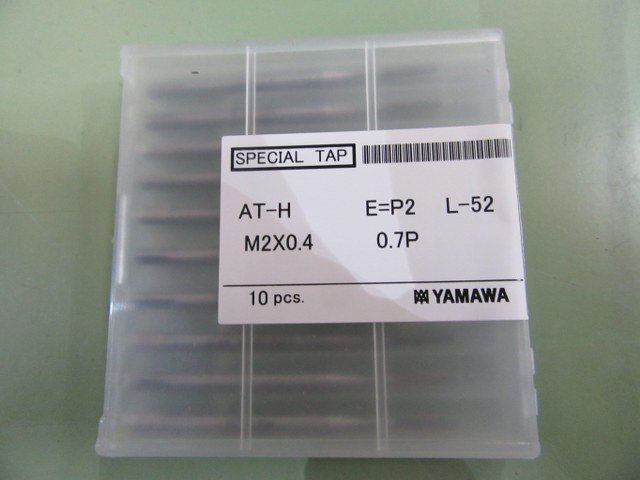 SPECIAL TAP
AT-H E=P2 L-52
M2X0.4 0.7P
10 pcs. YAMAWA